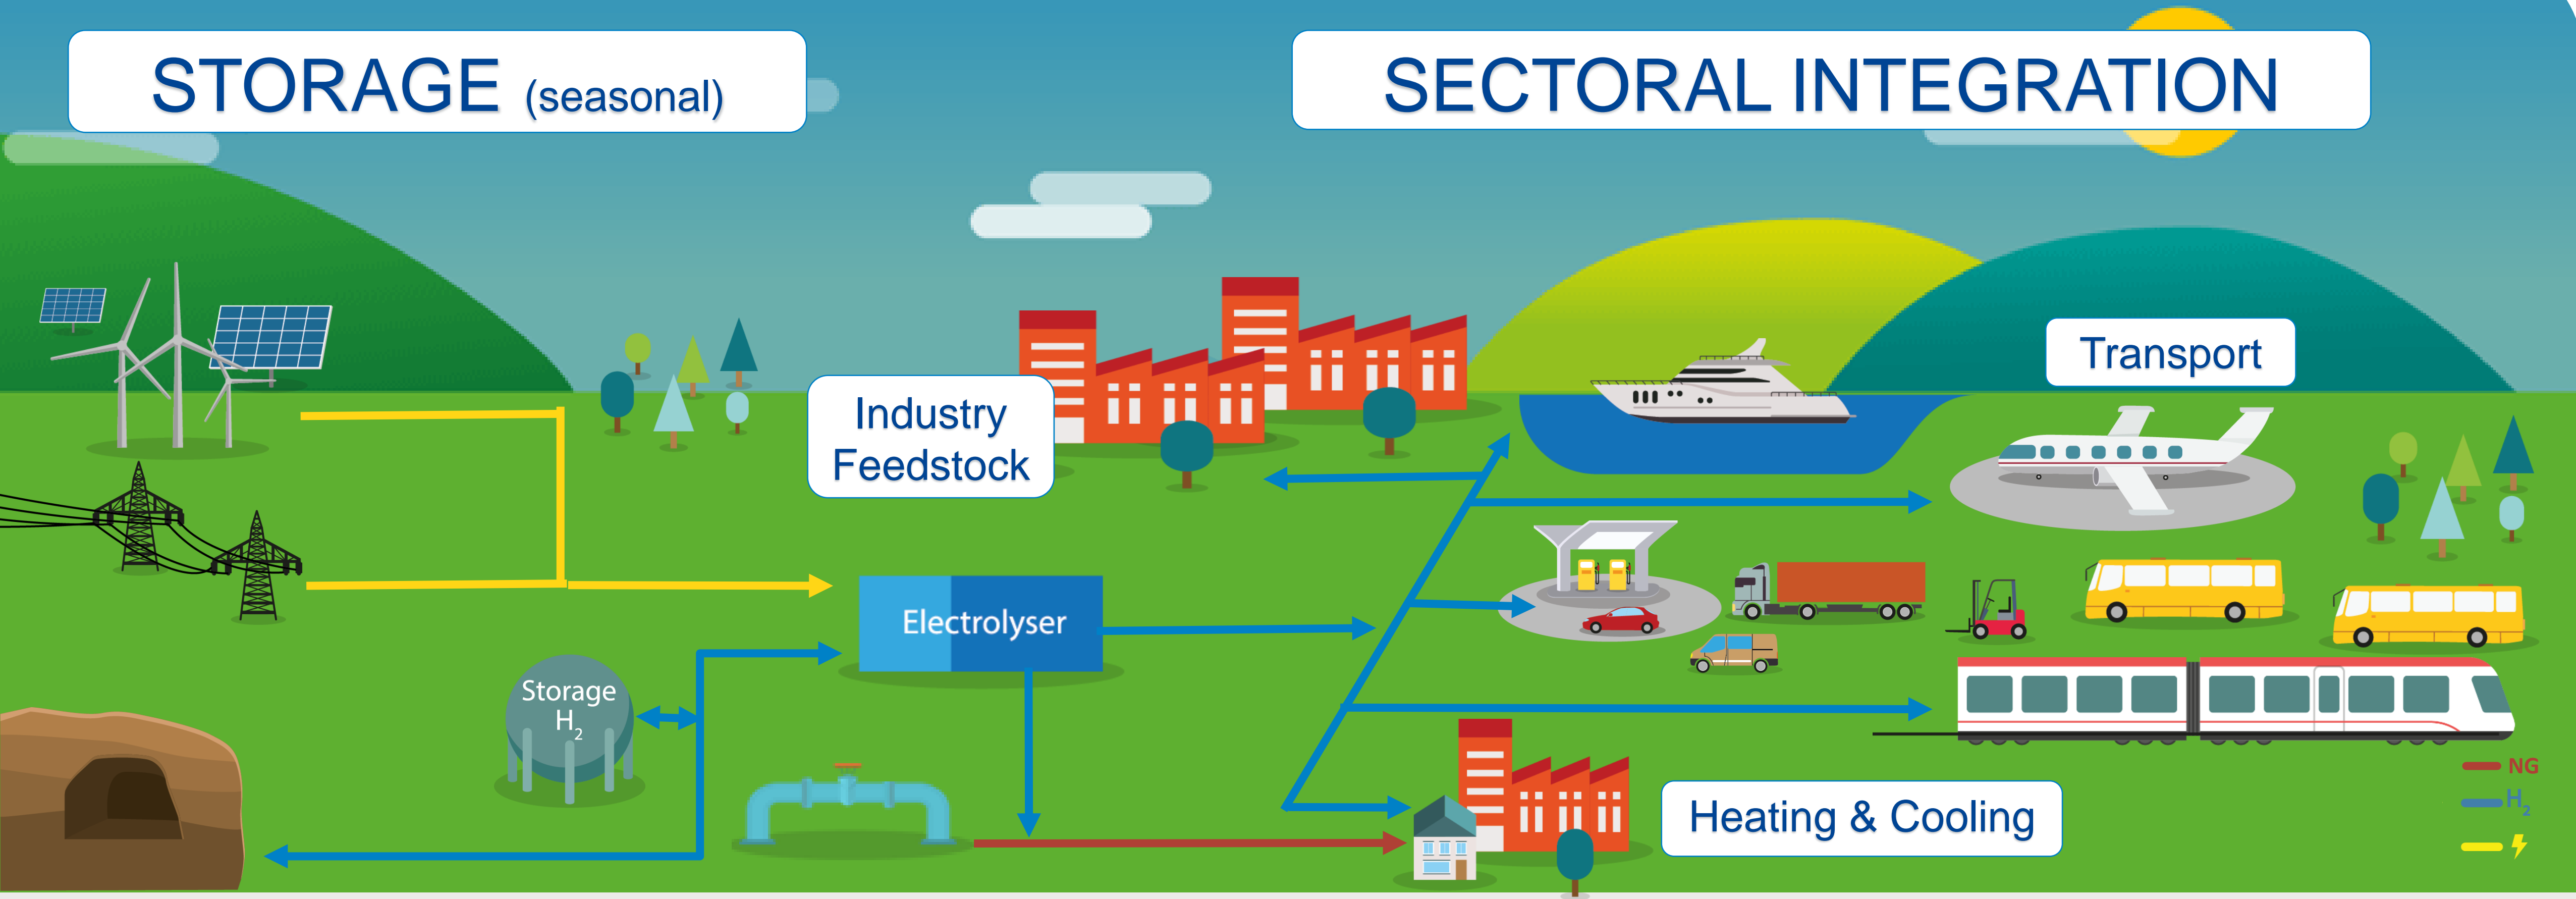 STORAGE (seasonal)
SECTORAL INTEGRATION
Transport
Industry
Feedstock
Electrolyser
Storage
H₂
Heating & Cooling
NG
H₂